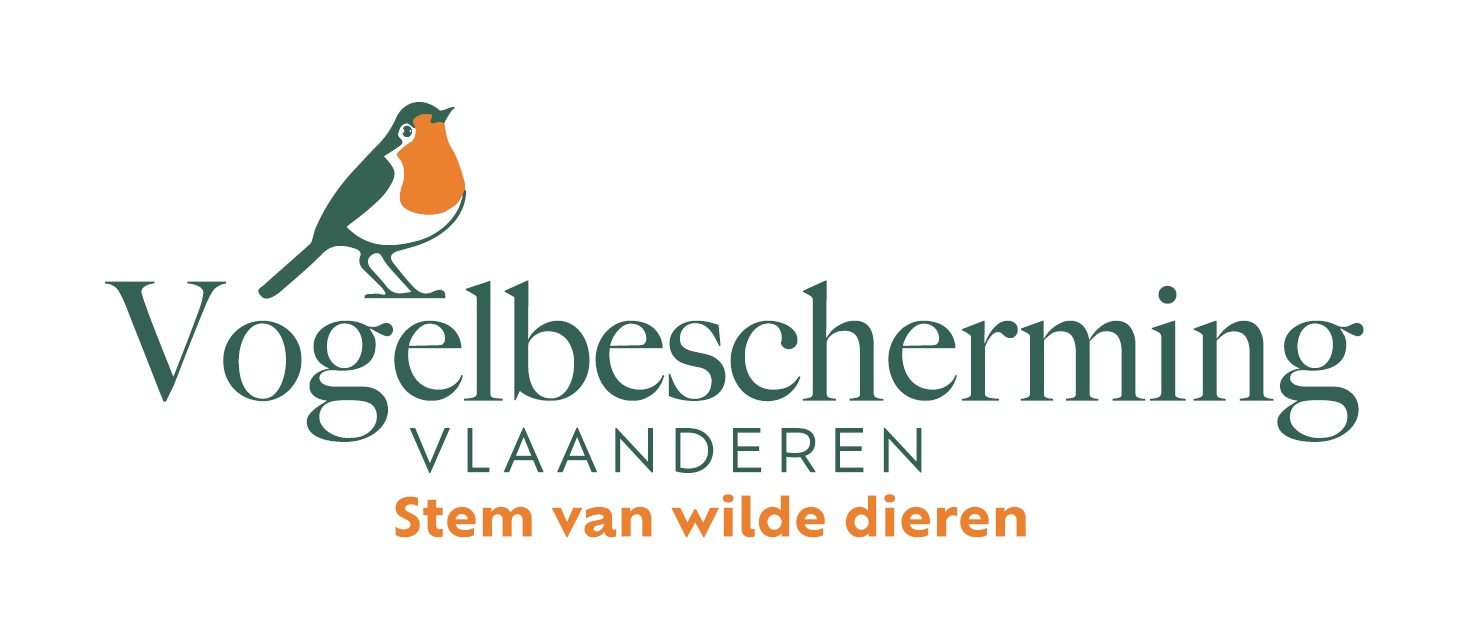 Vogelbescherming
VLAANDEREN
Stem van wilde dieren